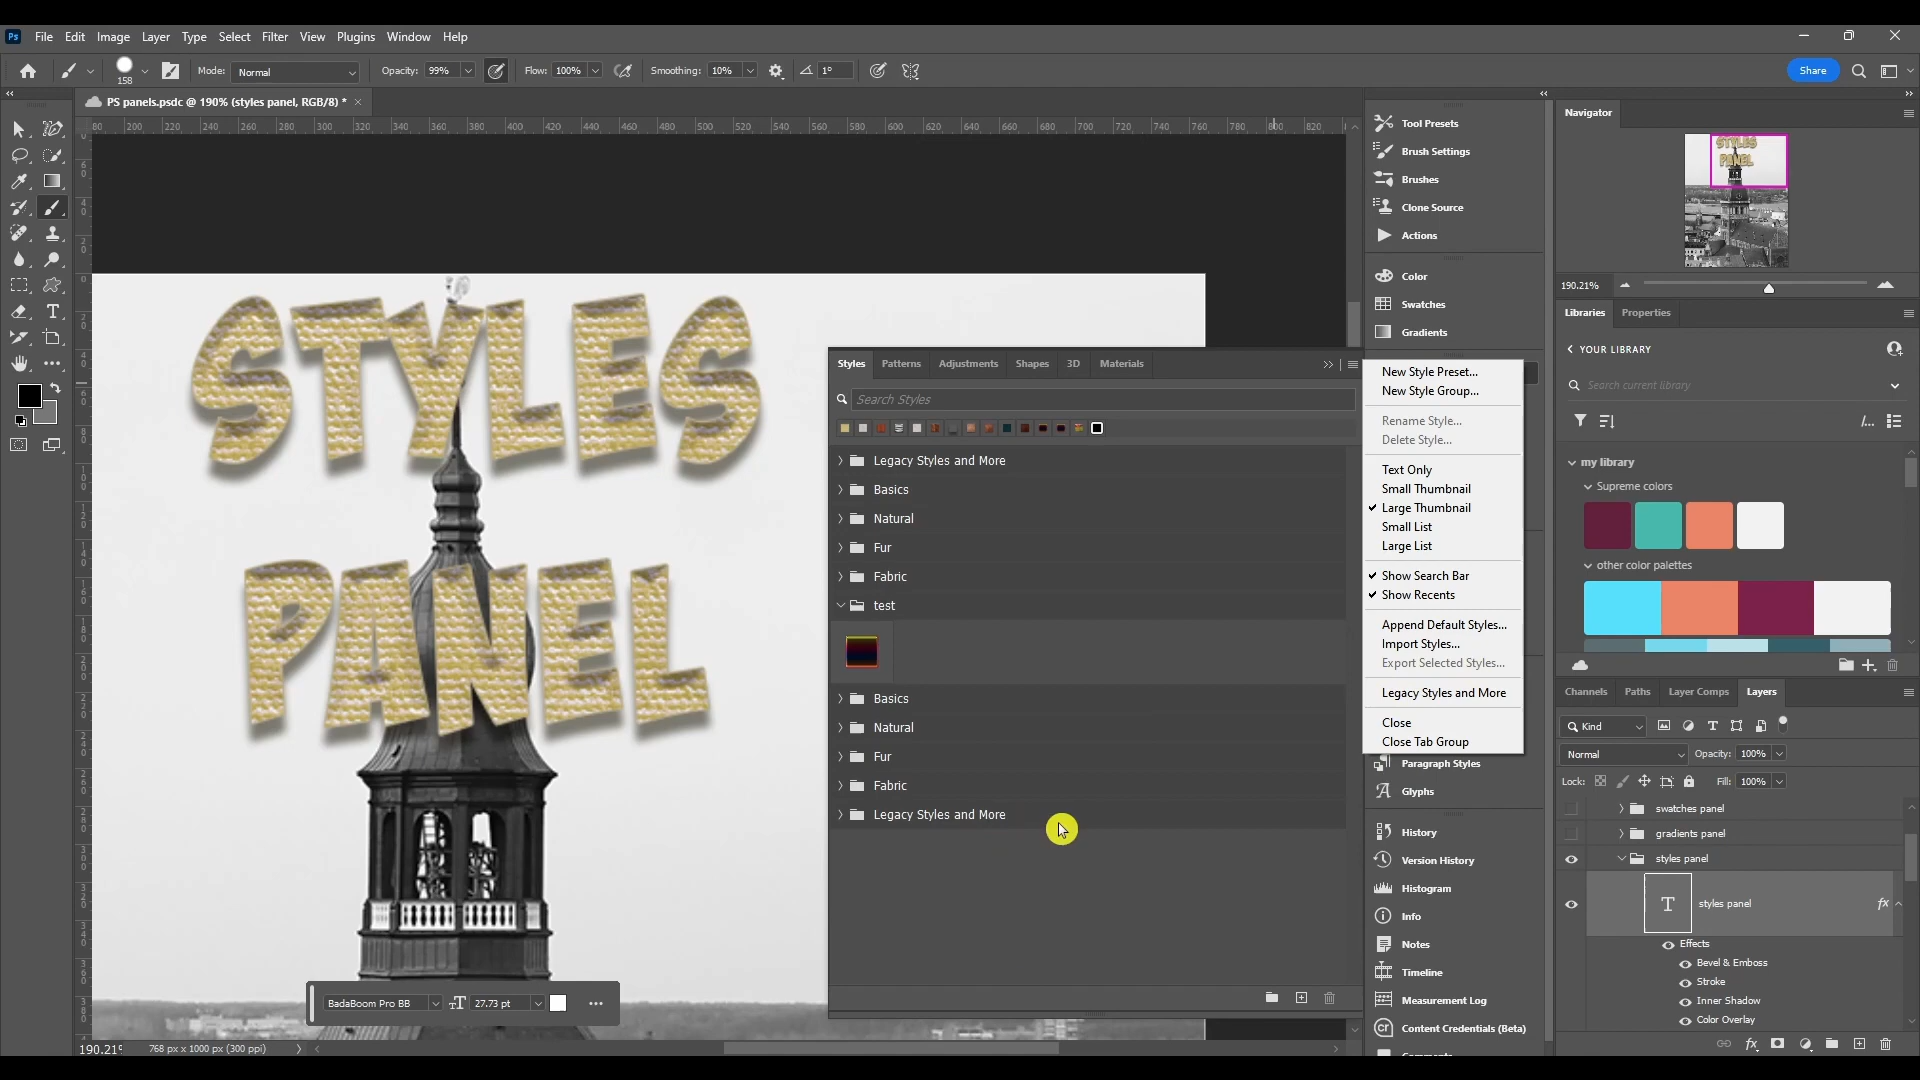 Ps File Edit Image Layer Type Select Filter View Plugins Window Help
158 Mode: Normal Opacity: 99% Flow: 100% Smoothing: 10% 1° Share
PS panels.psdc @ 190% (styles panel, RGB/8) *
80 200 220 240 260 280 300 320 340 360 380 400 420 440 460 480 500 520 540 560 580 600 620 640 660 680 700 720 740 760 780 800 820
STYLES
PANEL
BadaBoom Pro BB 27.73 pt
190.21% 768 px x 1000 px (300 ppi)
Styles Patterns Adjustments Shapes 3D Materials
Search Styles
Legacy Styles and More
Basics
Natural
Fur
Fabric
test
Basics
Natural
Fur
Fabric
Legacy Styles and More
Tool Presets
Brush Settings
Brushes
Clone Source
Actions
Color
Swatches
Gradients
New Style Preset...
New Style Group...
Rename Style...
Delete Style...
Text Only
Small Thumbnail
Large Thumbnail
Small List
Large List
Show Search Bar
Show Recents
Append Default Styles...
Import Styles...
Export Selected Styles...
Legacy Styles and More
Close
Close Tab Group
Paragraph Styles
Glyphs
History
Version History
Histogram
Info
Notes
Timeline
Measurement Log
Content Credentials (Beta)
Navigator
STYLES
PANEL
190.21%
Libraries Properties
YOUR LIBRARY
Search current library
my library
Supreme colors
other color palettes
Channels Paths Layer Comps Layers
Kind
Normal Opacity: 100%
Lock: Fill: 100%
swatches panel
gradients panel
styles panel
T styles panel fx
Effects
Bevel & Emboss
Stroke
Inner Shadow
Color Overlay
fx